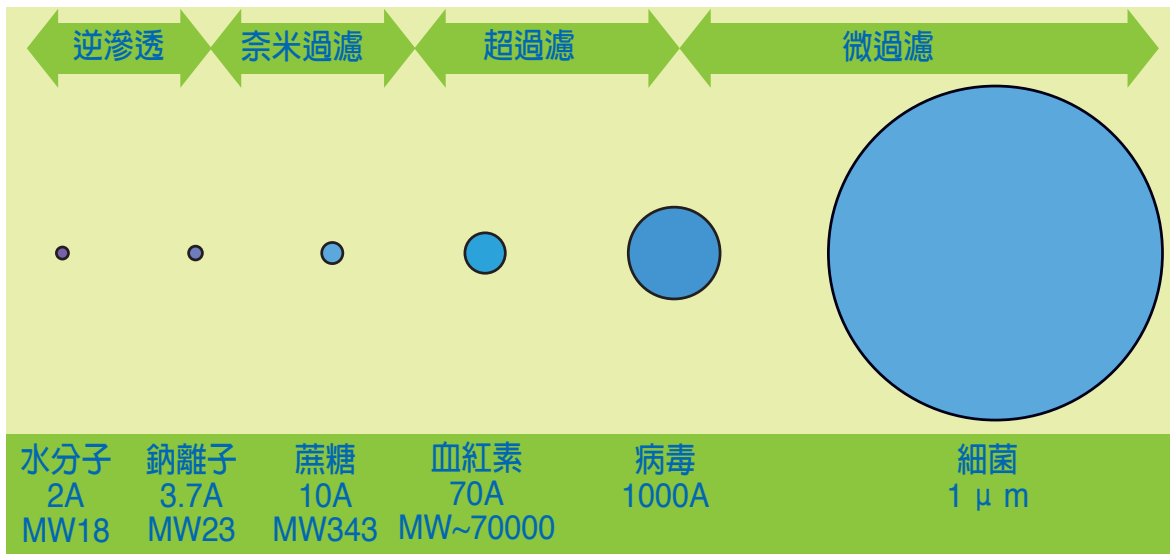 逆滲透 奈米過濾 超過濾 微過濾
水分子 鈉離子 蔗糖 血紅素 病毒 細菌
2A 3.7A 10A 70A 1000A 1 μ m
MW18 MW23 MW343 MW~70000